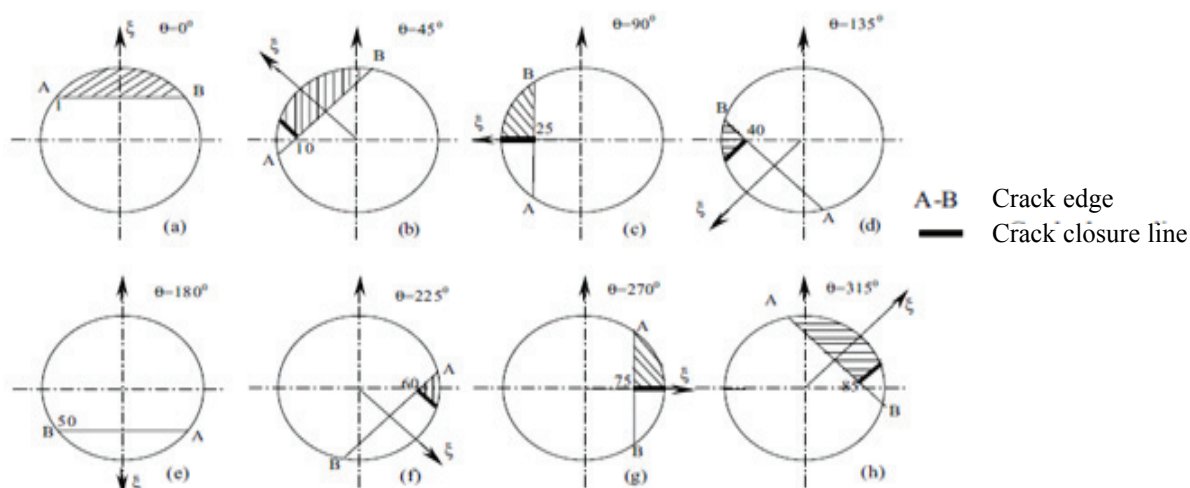 ξ θ=0° A B 1 (a)
ξ θ=45° B 10 A (b)
θ=90° B ξ 25 A (c)
θ=135° B 40 ξ A (d)
A-B Crack edge
Crack closure line
θ=180° 50 B A ξ (e)
θ=225° A 60 B ξ (f)
θ=270° A 75 ξ B (g)
θ=315° A ξ 85 B (h)